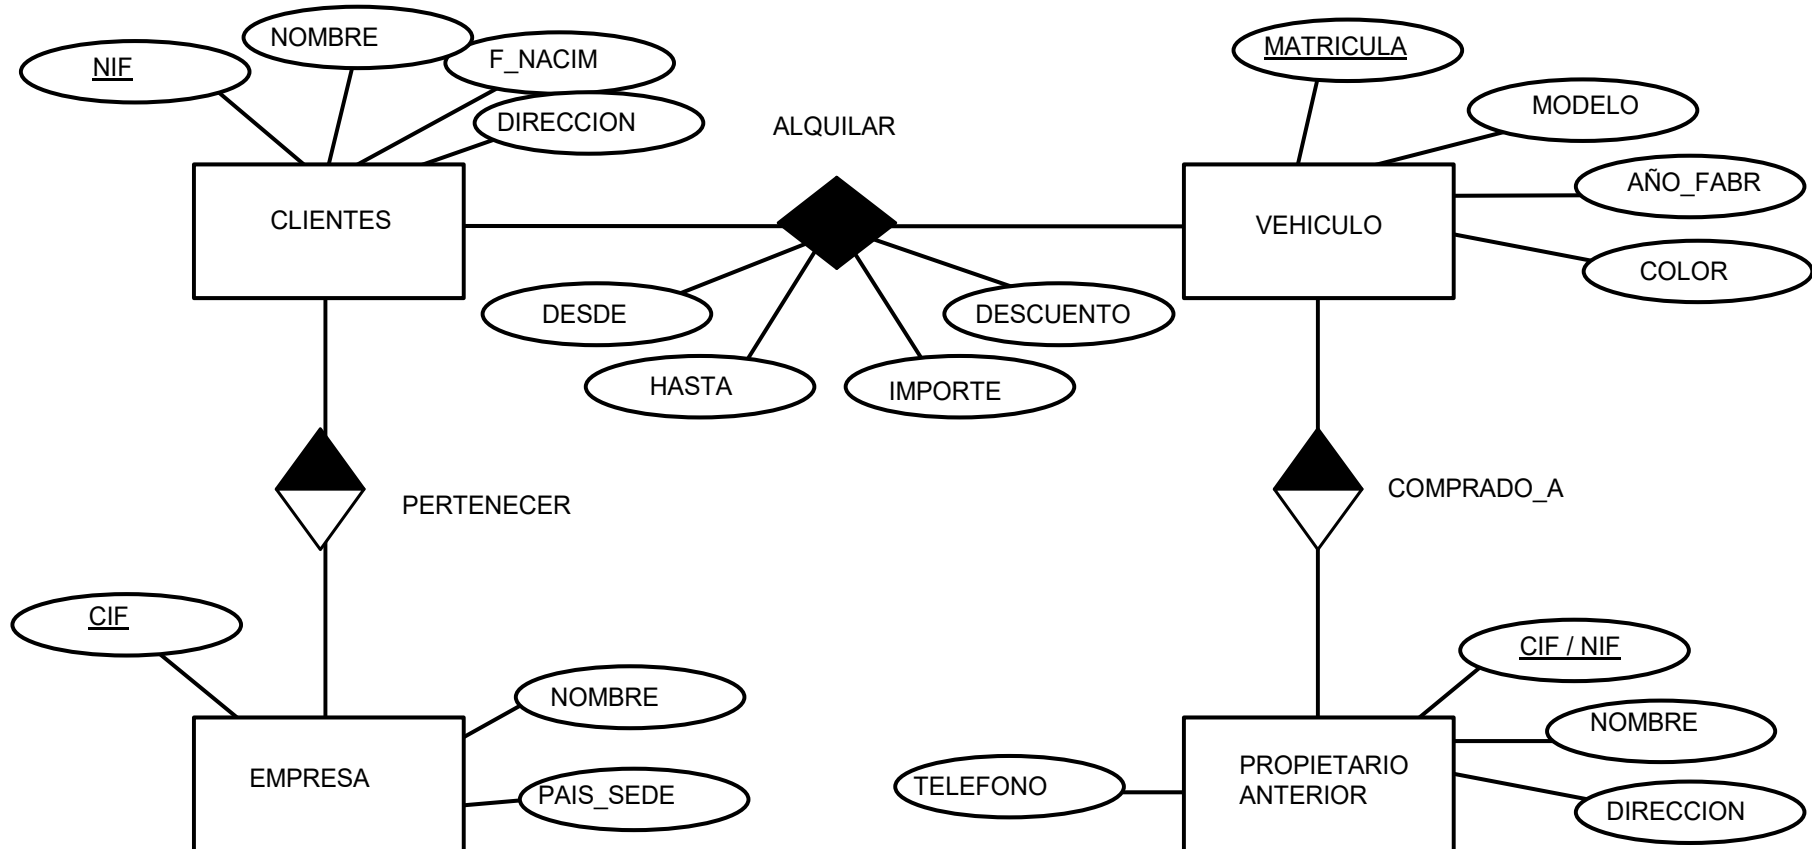 NOMBRE
NIF
F_NACIM
DIRECCION
CLIENTES
ALQUILAR
MATRICULA
MODELO
AÑO_FABR
VEHICULO
COLOR
DESDE
DESCUENTO
HASTA
IMPORTE
PERTENECER
COMPRADO_A
CIF
NOMBRE
EMPRESA
PAIS_SEDE
CIF / NIF
NOMBRE
TELEFONO
PROPIETARIO
ANTERIOR
DIRECCION